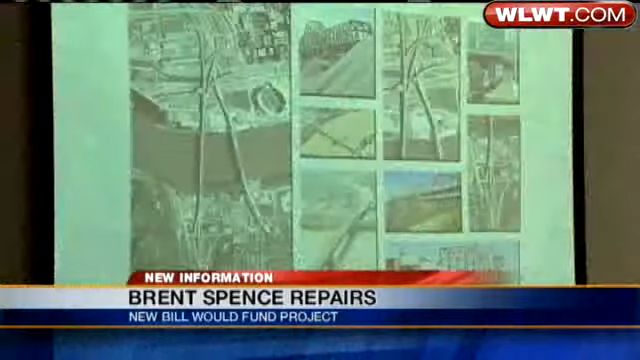 WLWT.COM
NEW INFORMATION
BRENT SPENCE REPAIRS
NEW BILL WOULD FUND PROJECT